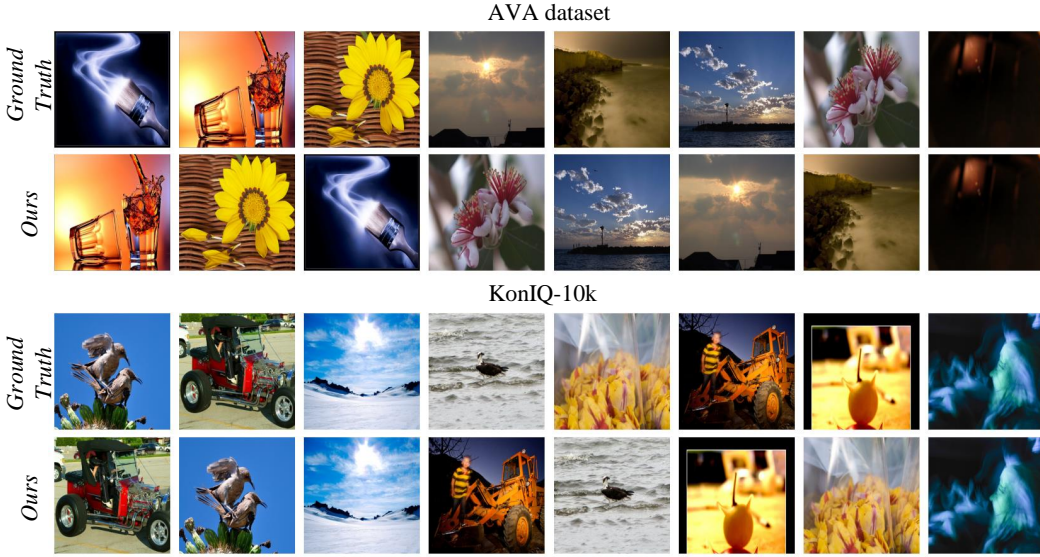 AVA dataset
Ground
Truth
Ours
KonIQ-10k
Ground
Truth
Ours